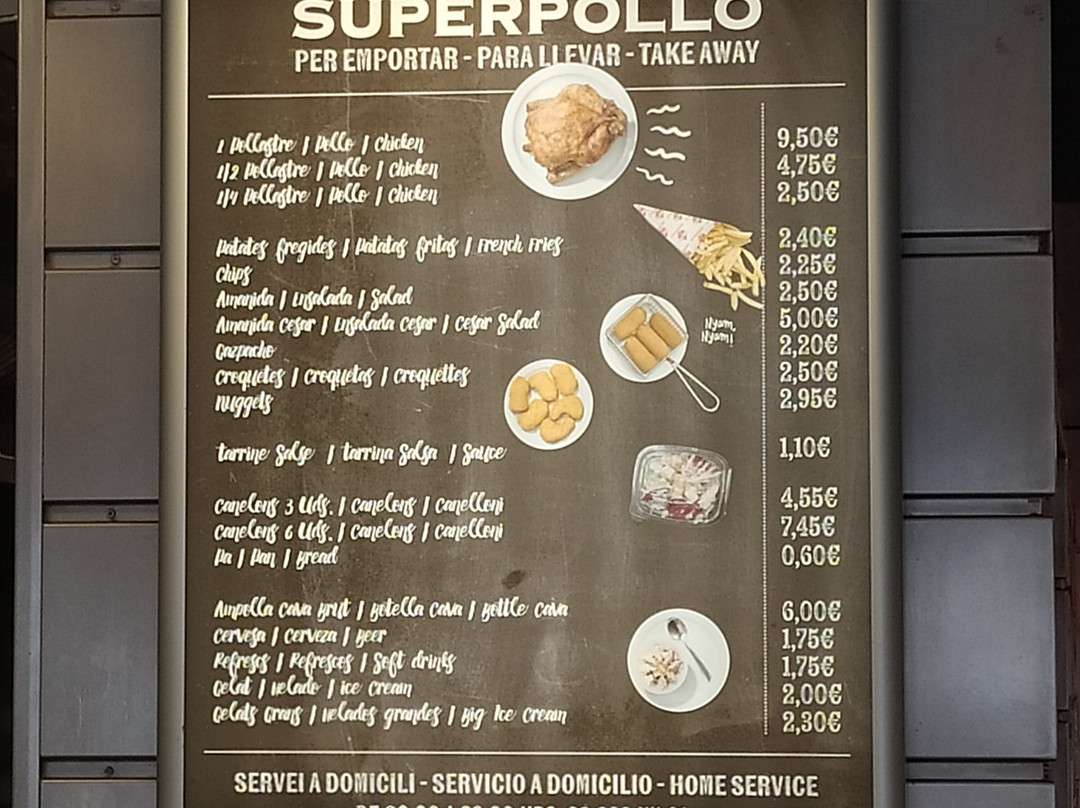 SUPERPOLLO
PER EMPORTAR - PARA LLEVAR - TAKE AWAY
1 Pollastre / Pollo / Chicken 9,50€
1/2 Pollastre / Pollo / Chicken 4,75€
1/4 Pollastre / Pollo / Chicken 2,50€
Patates fregides / Patatas fritas / French Fries 2,40€
Chips 2,25€
Amanida / Ensalada / Salad 2,50€
Amanida Cesar / Ensalada Cesar / Cesar Salad 5,00€
Gazpacho 2,20€
Croquetes / Croquetas / Croquettes 2,50€
Nuggets 2,95€
Nyam,
Nyam!
Tarrine Salse / Tarrina Salsa / Sauce 1,10€
Canelons 3 Uds. / Canelons / Canelloni 4,55€
Canelons 6 Uds. / Canelons / Canelloni 7,45€
Pa / Pan / Bread 0,60€
Ampolla Cava Brut / Botella Cava / Bottle Cava 6,00€
Cervesa / Cerveza / Beer 1,75€
Refrescs / Refrescos / Soft drinks 1,75€
Gelat / Helado / Ice Cream 2,00€
Gelats Grans / Helados grandes / Big Ice Cream 2,30€
SERVEI A DOMICILI - SERVICIO A DOMICILIO - HOME SERVICE